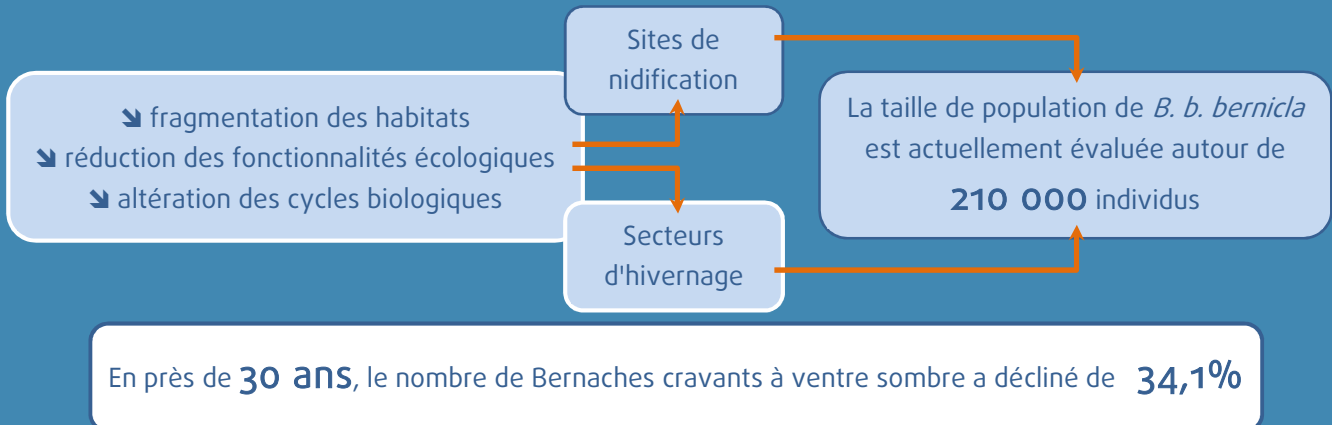 Sites de
nidification
⬊ fragmentation des habitats
⬊ réduction des fonctionnalités écologiques
⬊ altération des cycles biologiques
Secteurs
d'hivernage
La taille de population de B. b. bernicla
est actuellement évaluée autour de
210 000 individus
En près de 30 ans, le nombre de Bernaches cravants à ventre sombre a décliné de 34,1%